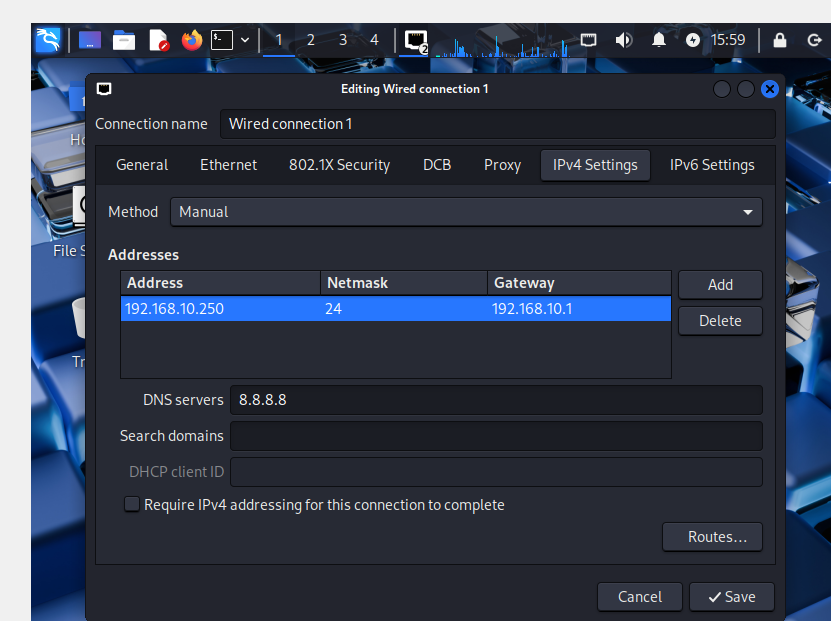 1 2 3 4 2 15:59
Editing Wired connection 1
Connection name Wired connection 1
General Ethernet 802.1X Security DCB Proxy IPv4 Settings IPv6 Settings
Method Manual
Addresses
Address Netmask Gateway
192.168.10.250 24 192.168.10.1
Add
Delete
DNS servers 8.8.8.8
Search domains
DHCP client ID
Require IPv4 addressing for this connection to complete
Routes...
Cancel Save
File S